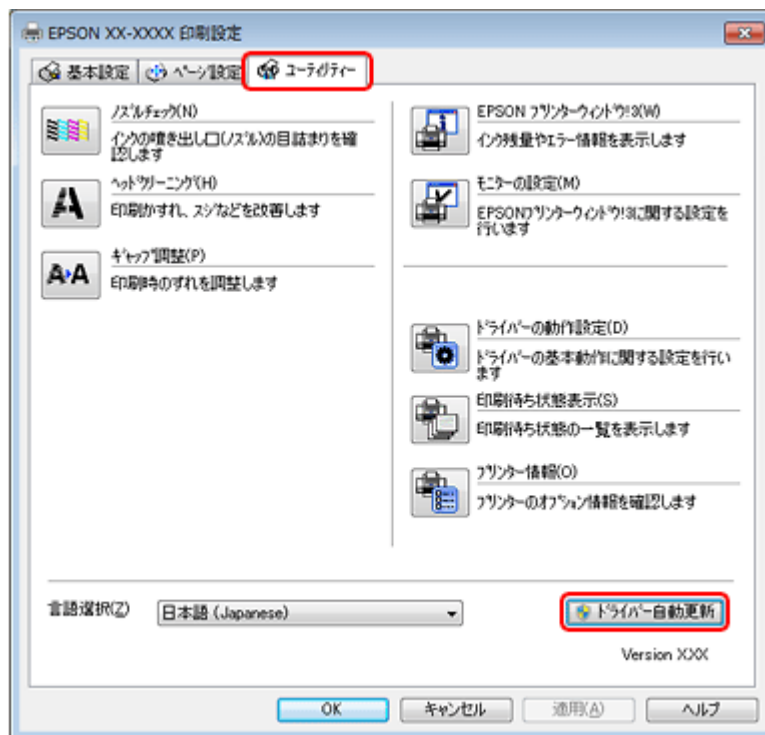 EPSON XX-XXXX 印刷設定
基本設定
ページ設定
ユーティリティー
ノズルチェック(N)
インクの噴き出し口(ノズル)の目詰まりを確
認します
ヘッドクリーニング(H)
印刷かすれ、スジなどを改善します
ギャップ調整(P)
印刷時のずれを調整します
EPSON プリンターウィンドウ!3(W)
インク残量やエラー情報を表示します
モニターの設定(M)
EPSONプリンターウィンドウ!3に関する設定を
行います
ドライバーの動作設定(D)
ドライバーの基本動作に関する設定を行い
ます
印刷待ち状態表示(S)
印刷待ち状態の一覧を表示します
プリンター情報(O)
プリンターのオプション情報を確認します
言語選択(Z)
日本語 (Japanese)
ドライバー自動更新
Version X.XX
OK
キャンセル
適用(A)
ヘルプ